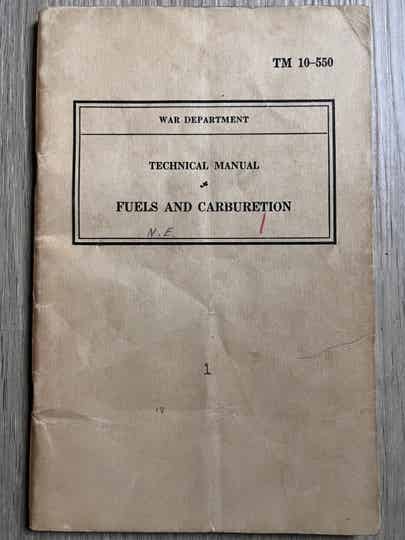 TM 10–550
WAR DEPARTMENT
TECHNICAL MANUAL
FUELS AND CARBURETION
N.E. 1
1